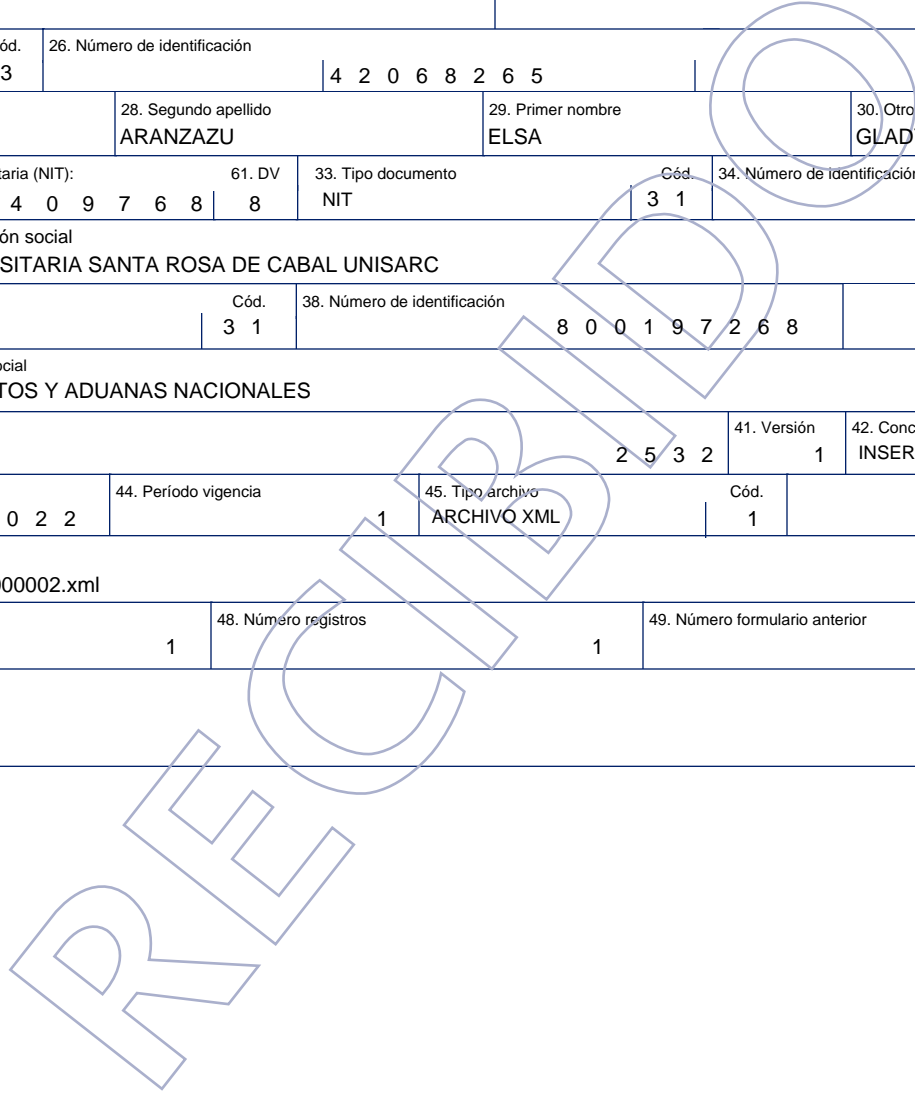 ód. 26. Número de identificación
3 4 2 0 6 8 2 6 5
28. Segundo apellido 29. Primer nombre 30. Otro
ARANZAZU ELSA GLAD
taria (NIT): 61. DV 33. Tipo documento Cód. 34. Número de identificación
4 0 9 7 6 8 8 NIT 3 1
ón social
SITARIA SANTA ROSA DE CABAL UNISARC
Cód. 38. Número de identificación
3 1 8 0 0 1 9 7 2 6 8
ocial
TOS Y ADUANAS NACIONALES
41. Versión 42. Conc
2 5 3 2 1 INSER
44. Período vigencia 45. Tipo archivo Cód.
0 2 2 1 ARCHIVO XML 1
000002.xml
48. Número registros 49. Número formulario anterior
1 1
RECIBIDO